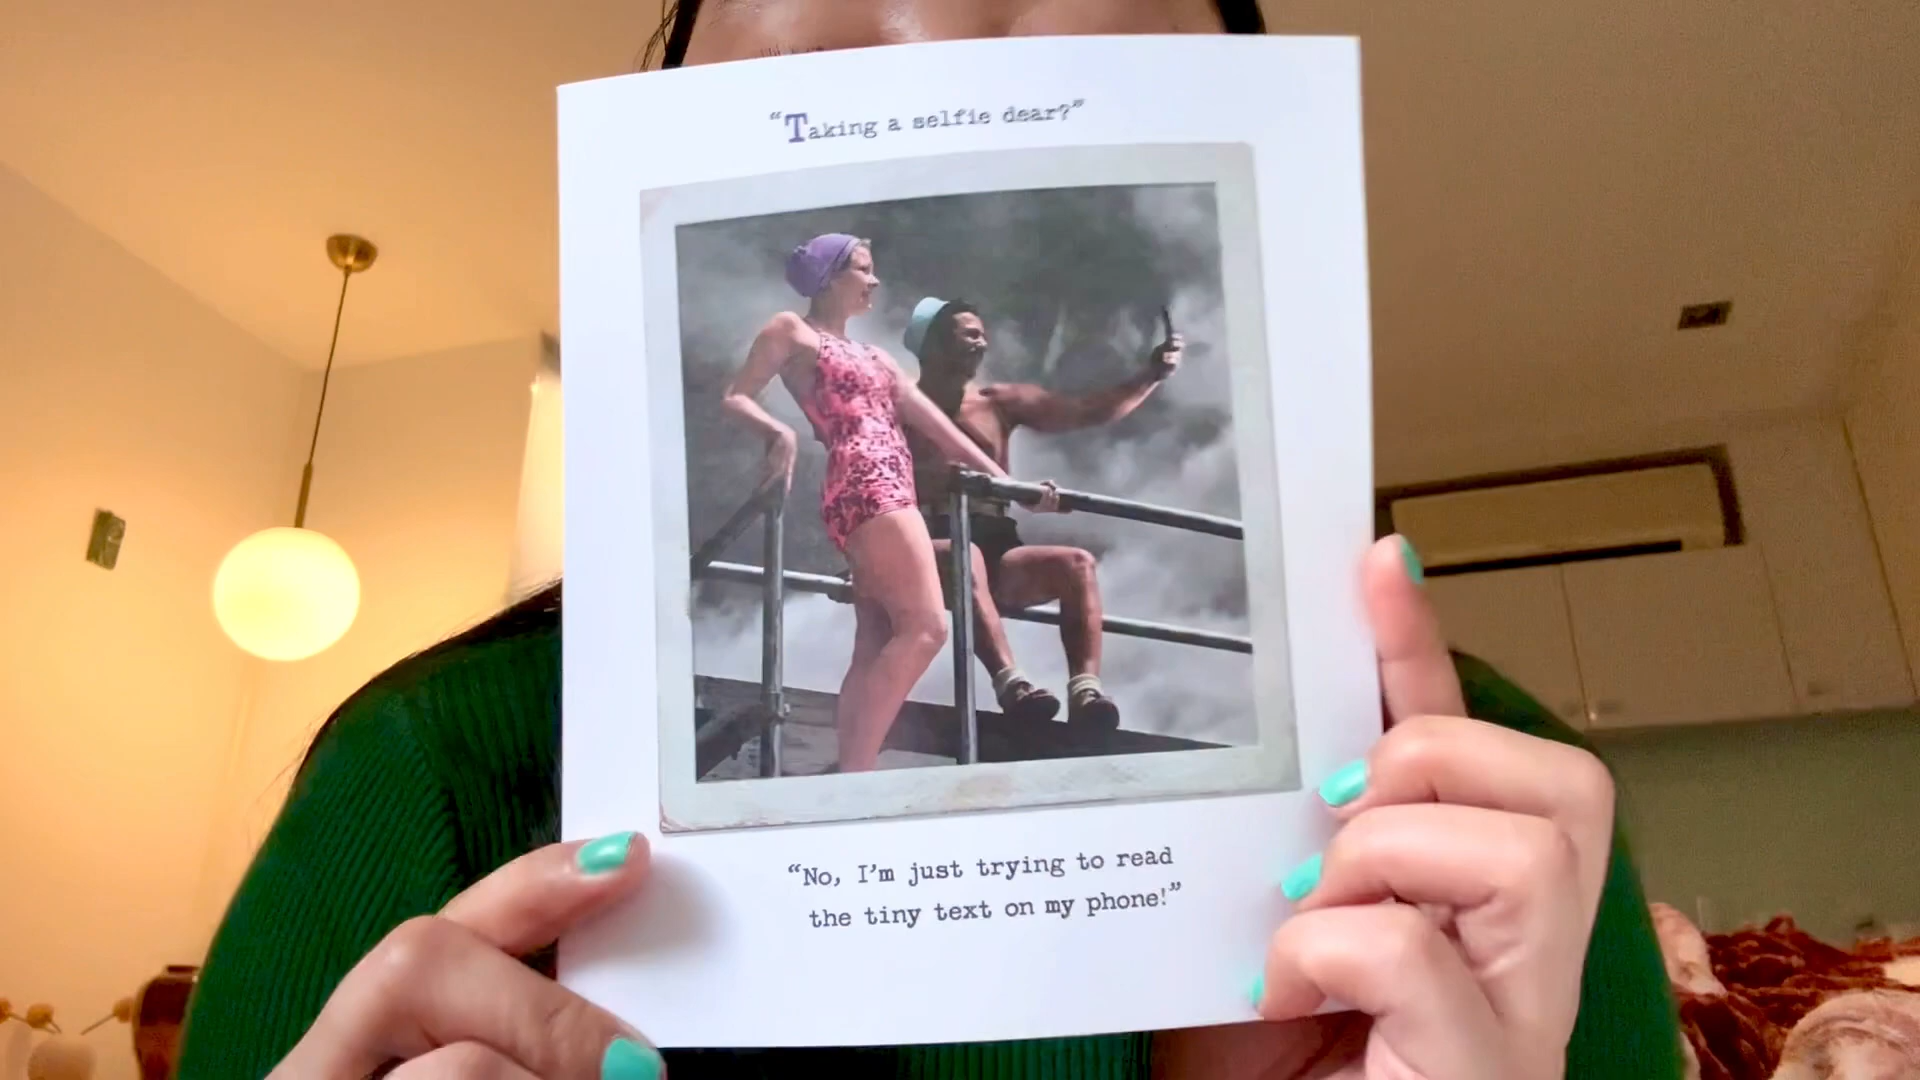 “Taking a selfie dear?”
“No, I’m just trying to read
the tiny text on my phone!”